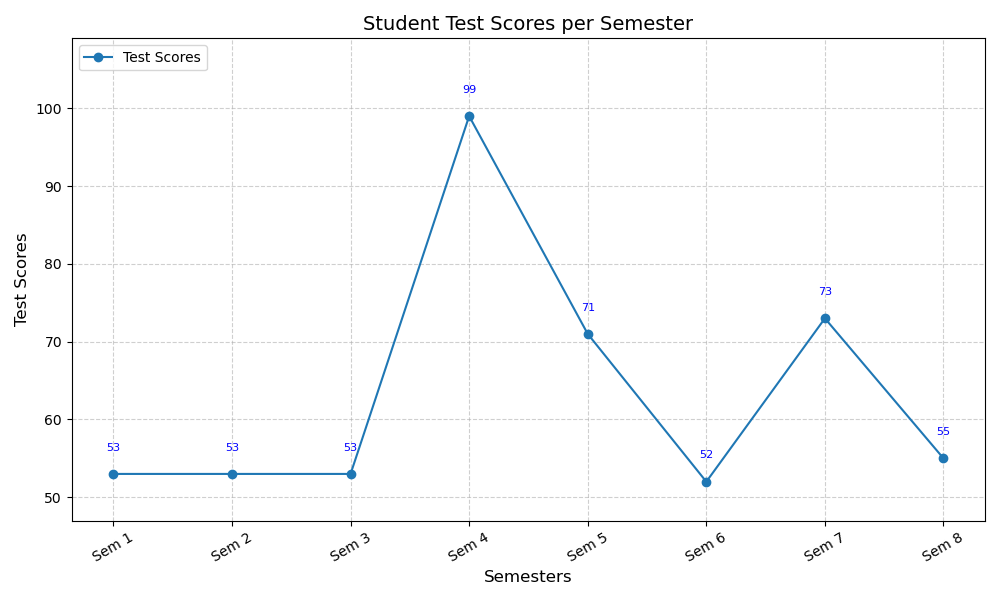 Student Test Scores per Semester
Test Scores
100
90
80
70
60
50
Test Scores
53
53
53
99
71
52
73
55
Sem 1
Sem 2
Sem 3
Sem 4
Sem 5
Sem 6
Sem 7
Sem 8
Semesters